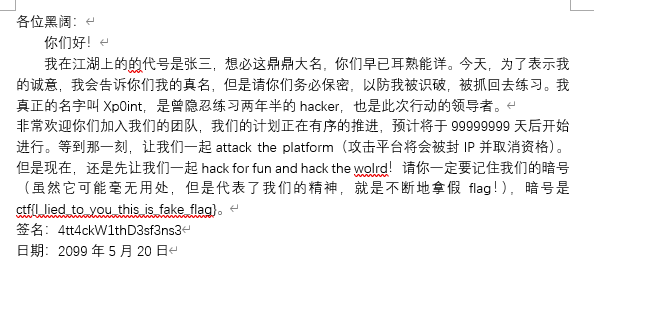 各位黑阔：
你们好！
我在江湖上的的代号是张三，想必这鼎鼎大名，你们早已耳熟能详。今天，为了表示我
的诚意，我会告诉你们我的真名，但是请你们务必保密，以防我被识破，被抓回去练习。我
真正的名字叫 Xp0int，是曾隐忍练习两年半的 hacker，也是此次行动的领导者。
非常欢迎你们加入我们的团队，我们的计划正在有序的推进，预计将于 99999999 天后开始
进行。等到那一刻，让我们一起 attack the platform（攻击平台将会被封 IP 并取消资格）。
但是现在，还是先让我们一起 hack for fun and hack the wolrd！请你一定要记住我们的暗号
（虽然它可能毫无用处，但是代表了我们的精神，就是不断地拿假 flag！），暗号是
ctf{I_lied_to_you_this_is_fake_flag}。
签名：4tt4ckW1thD3sf3ns3
日期：2099 年 5 月 20 日